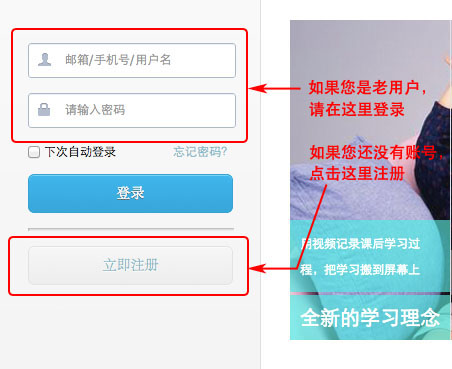 邮箱/手机号/用户名
请输入密码
下次自动登录
忘记密码?
登录
立即注册
如果您是老用户，
请在这里登录
如果您还没有账号，
点击这里注册
用视频记录课后学习过
程，把学习搬到屏幕上
全新的学习理念